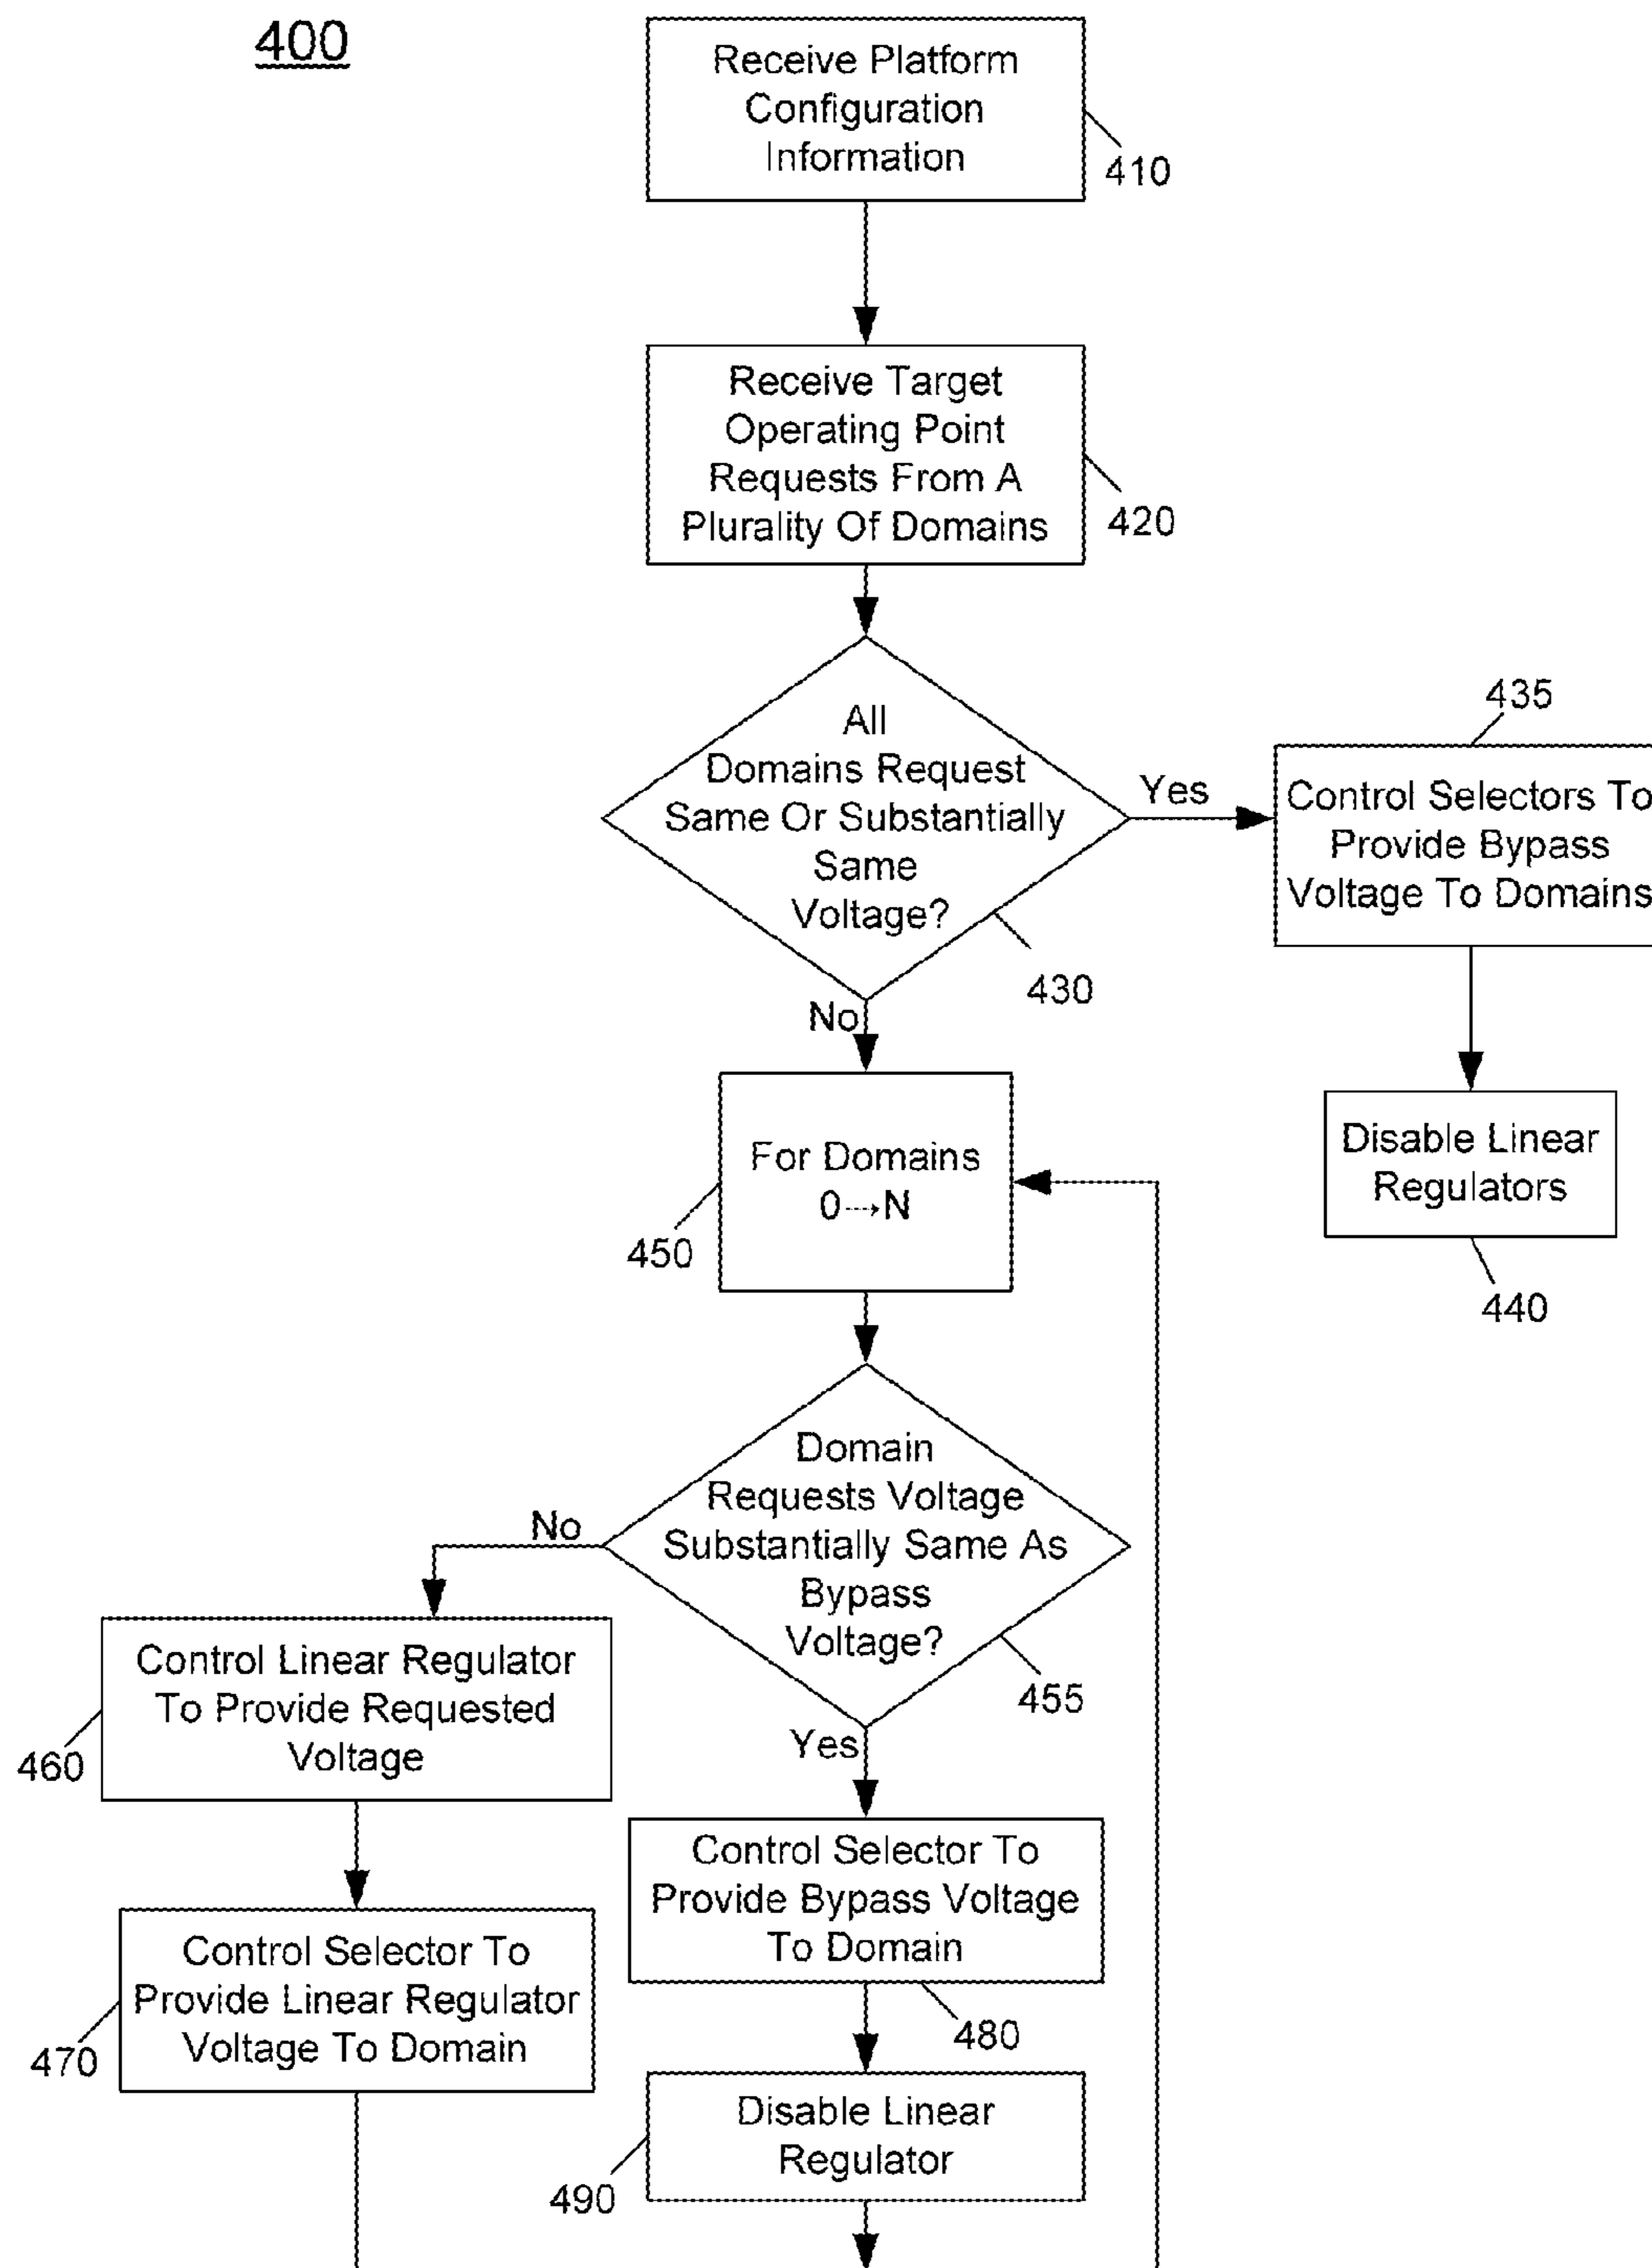 400
Receive Platform
Configuration
Information
410
Receive Target
Operating Point
Requests From A
Plurality Of Domains
420
All
Domains Request
Same Or Substantially
Same
Voltage?
430
Yes
435
Control Selectors To
Provide Bypass
Voltage To Domains
Disable Linear
Regulators
440
No
For Domains
0→N
450
Domain
Requests Voltage
Substantially Same As
Bypass
Voltage?
455
No
Control Linear Regulator
To Provide Requested
Voltage
460
Control Selector To
Provide Linear Regulator
Voltage To Domain
470
Yes
Control Selector To
Provide Bypass Voltage
To Domain
480
Disable Linear
Regulator
490